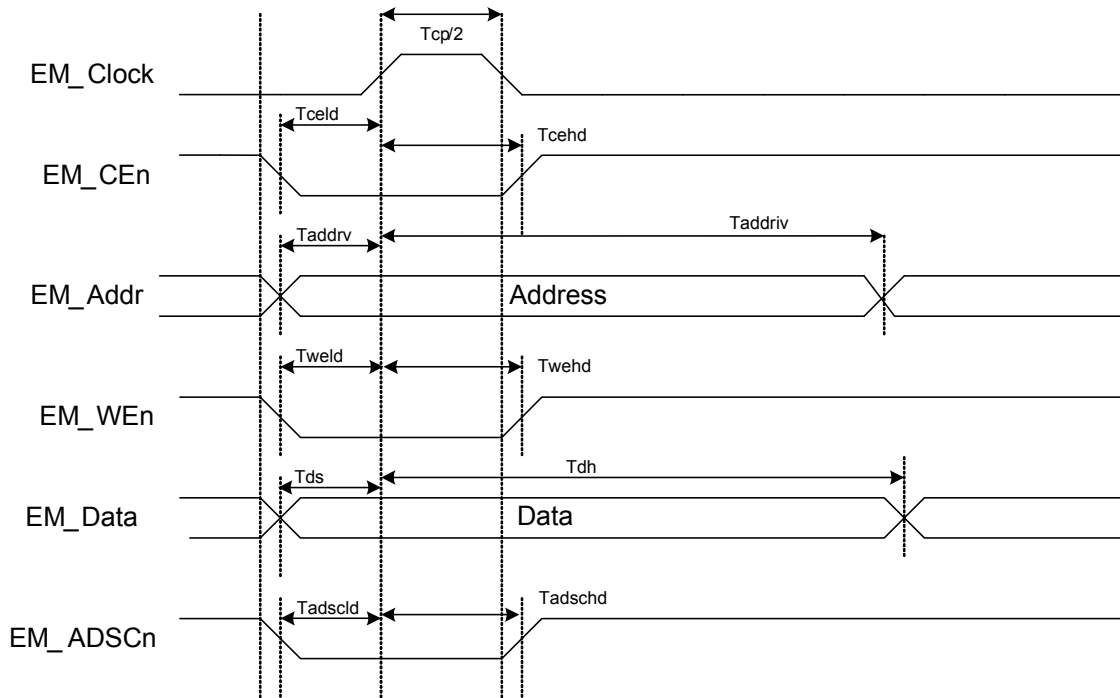 Tcp/2
EM_Clock
Tceld
Tcehd
EM_CEn
Taddrv
Taddriv
EM_Addr
Address
Tweld
Twehd
EM_WEn
Tds
Tdh
EM_Data
Data
Tadscld
Tadschd
EM_ADSCn